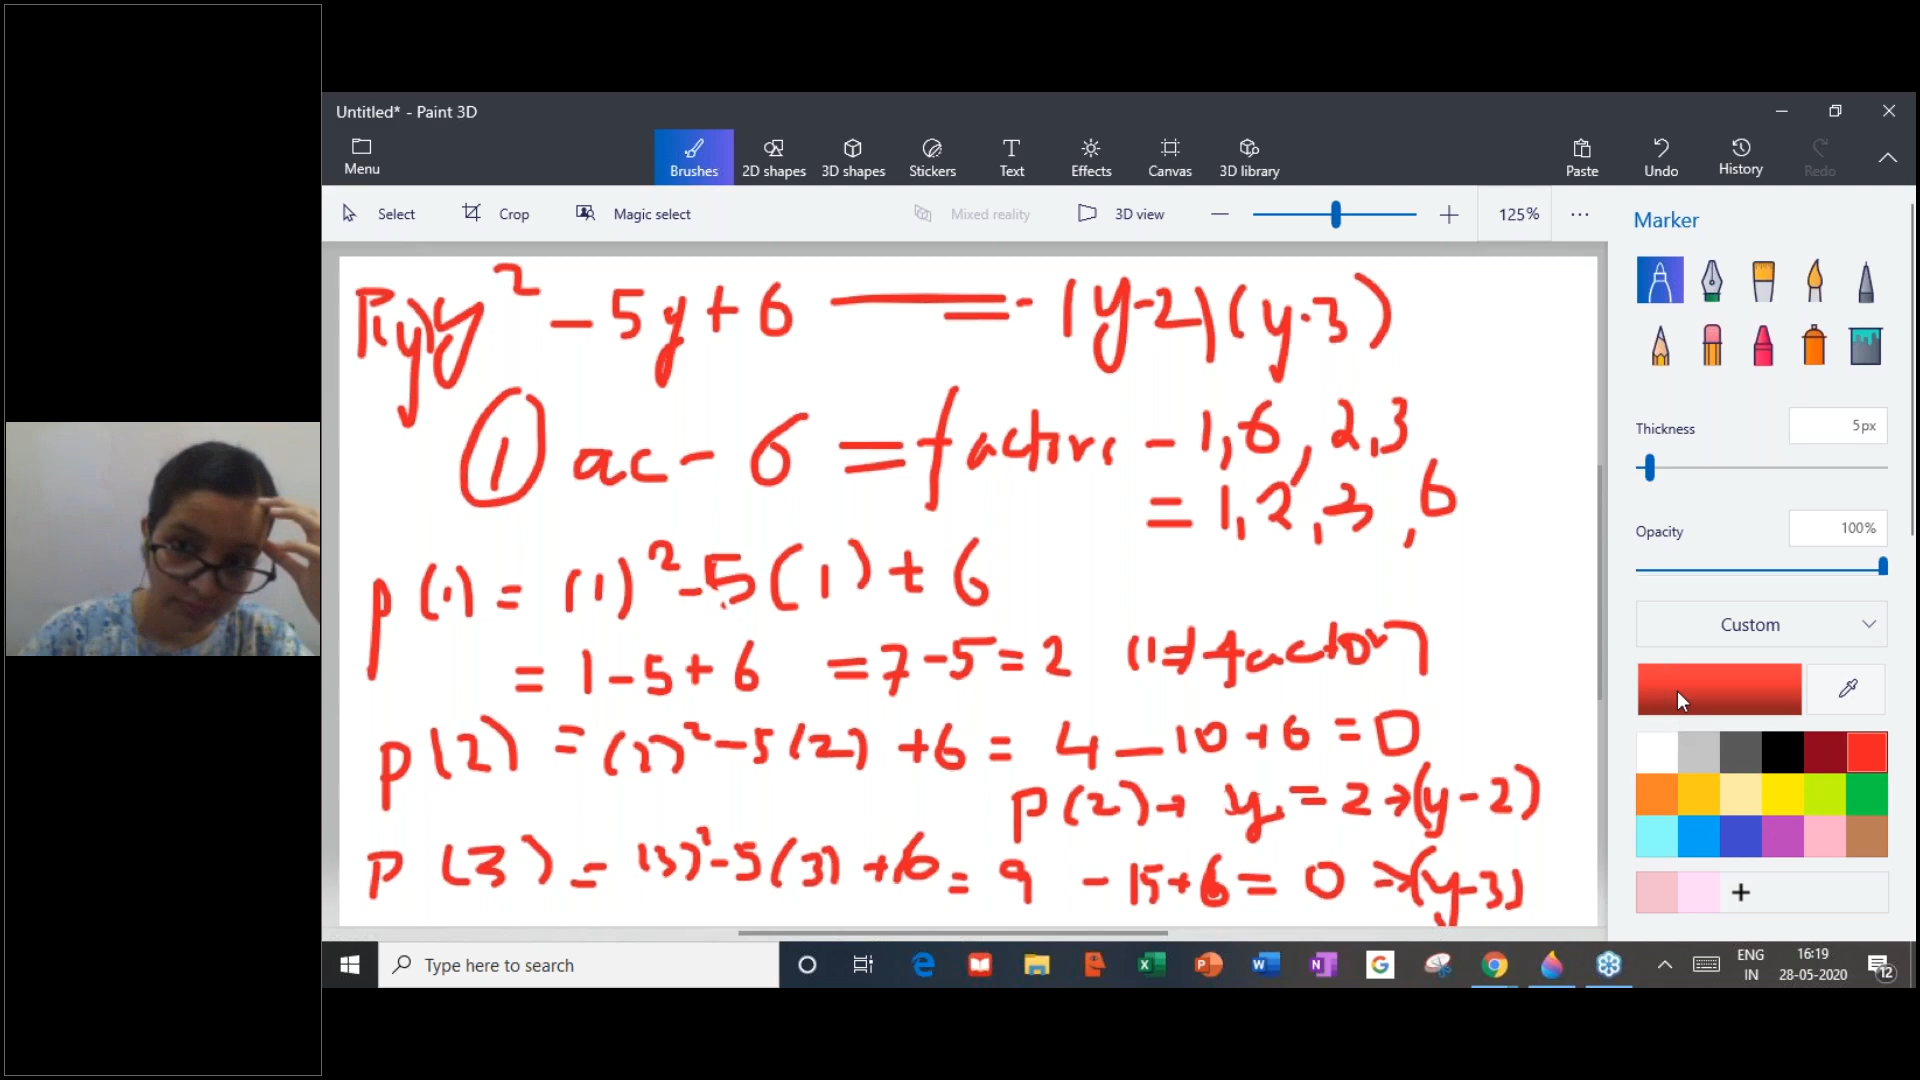 Untitled* - Paint 3D
Menu
Brushes 2D shapes 3D shapes Stickers Text Effects Canvas 3D library Paste Undo History Redo
Select Crop Magic select Mixed reality 3D view 125% ...
Marker
Thickness 5px
Opacity 100%
Custom
P(y) y² - 5y + 6 = (y-2)(y-3)
① ac - 6 = factors - 1,6, 2,3
= 1,2,3,6
p(1) = (1)² - 5(1) + 6
= 1 - 5 + 6 = 7 - 5 = 2 (1 ≠ factor)
p(2) = (2)² - 5(2) + 6 = 4 - 10 + 6 = 0
p(2) → y = 2 → (y - 2)
p(3) = (3)² - 5(3) + 6 = 9 - 15 + 6 = 0 ⇒ (y-3)
Type here to search
ENG
IN
16:19
28-05-2020
12